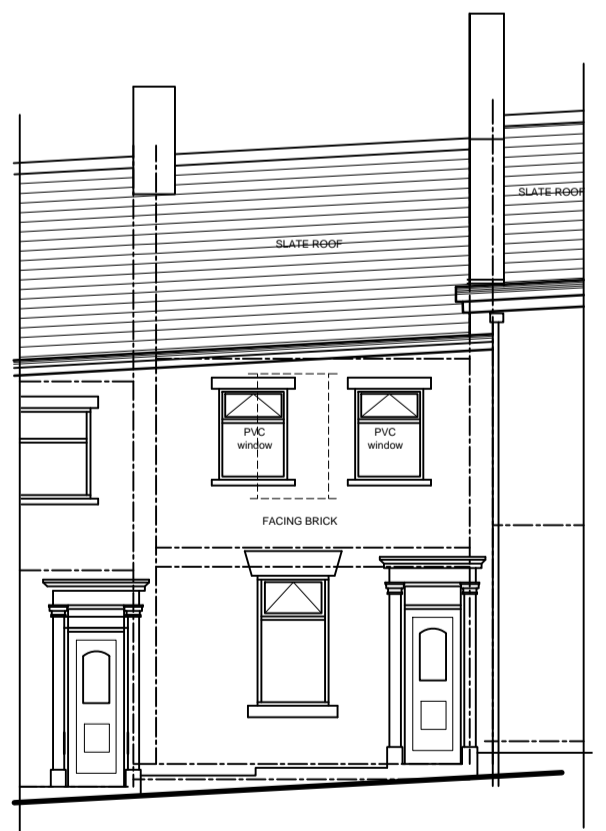 SLATE ROOF
SLATE ROOF
PVC
window
PVC
window
FACING BRICK